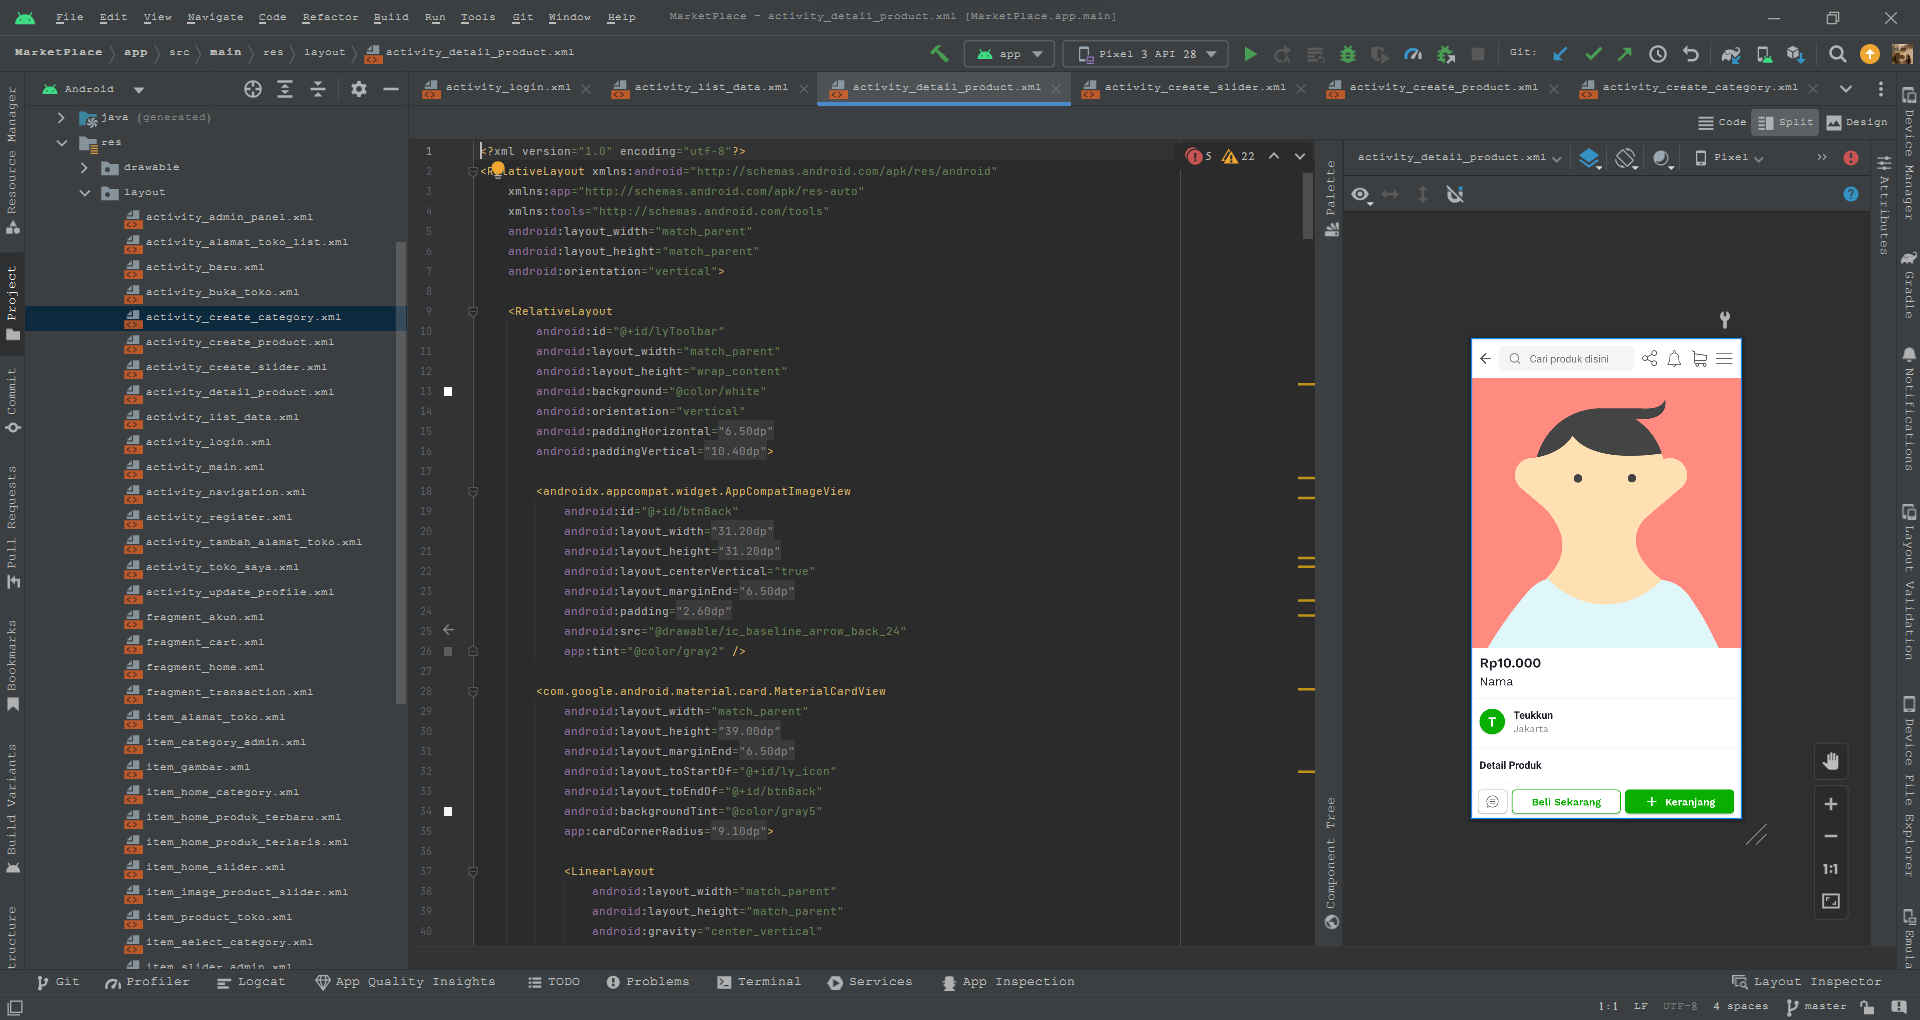 File Edit View Navigate Code Refactor Build Run Tools Git Window Help MarketPlace - activity_detail_product.xml [MarketPlace.app.main]
MarketPlace app src main res layout activity_detail_product.xml app Pixel 3 API 28 Git:
Android activity_login.xml activity_list_data.xml activity_detail_product.xml activity_create_slider.xml activity_create_product.xml activity_create_category.xml
Code Split Design
Resource Manager
Project
Commit
Pull Requests
Bookmarks
Build Variants
java (generated)
res
drawable
layout
activity_admin_panel.xml
activity_alamat_toko_list.xml
activity_baru.xml
activity_buka_toko.xml
activity_create_category.xml
activity_create_product.xml
activity_create_slider.xml
activity_detail_product.xml
activity_list_data.xml
activity_login.xml
activity_main.xml
activity_navigation.xml
activity_register.xml
activity_tambah_alamat_toko.xml
activity_toko_saya.xml
activity_update_profile.xml
fragment_akun.xml
fragment_cart.xml
fragment_home.xml
fragment_transaction.xml
item_alamat_toko.xml
item_category_admin.xml
item_gambar.xml
item_home_category.xml
item_home_produk_terbaru.xml
item_home_produk_terlaris.xml
item_home_slider.xml
item_image_product_slider.xml
item_product_toko.xml
item_select_category.xml
item_slider_admin.xml
5 22
1 <?xml version="1.0" encoding="utf-8"?>
2 <RelativeLayout xmlns:android="http://schemas.android.com/apk/res/android"
3 xmlns:app="http://schemas.android.com/apk/res-auto"
4 xmlns:tools="http://schemas.android.com/tools"
5 android:layout_width="match_parent"
6 android:layout_height="match_parent"
7 android:orientation="vertical">
8
9 <RelativeLayout
10 android:id="@+id/lyToolbar"
11 android:layout_width="match_parent"
12 android:layout_height="wrap_content"
13 android:background="@color/white"
14 android:orientation="vertical"
15 android:paddingHorizontal="6.50dp"
16 android:paddingVertical="10.40dp">
17
18 <androidx.appcompat.widget.AppCompatImageView
19 android:id="@+id/btnBack"
20 android:layout_width="31.20dp"
21 android:layout_height="31.20dp"
22 android:layout_centerVertical="true"
23 android:layout_marginEnd="6.50dp"
24 android:padding="2.60dp"
25 android:src="@drawable/ic_baseline_arrow_back_24"
26 app:tint="@color/gray2" />
27
28 <com.google.android.material.card.MaterialCardView
29 android:layout_width="match_parent"
30 android:layout_height="39.00dp"
31 android:layout_marginEnd="6.50dp"
32 android:layout_toStartOf="@+id/ly_icon"
33 android:layout_toEndOf="@+id/btnBack"
34 android:backgroundTint="@color/gray5"
35 app:cardCornerRadius="9.10dp">
36
37 <LinearLayout
38 android:layout_width="match_parent"
39 android:layout_height="match_parent"
40 android:gravity="center_vertical"
Palette
Component Tree
activity_detail_product.xml Pixel
Cari produk disini
Rp10.000
Nama
T
Teukkun
Jakarta
Detail Produk
Beli Sekarang Keranjang
1:1
Attributes
Device Manager
Gradle
Notifications
Layout Validation
Device File Explorer
Git Profiler Logcat App Quality Insights TODO Problems Terminal Services App Inspection Layout Inspector
1:1 LF UTF-8 4 spaces master